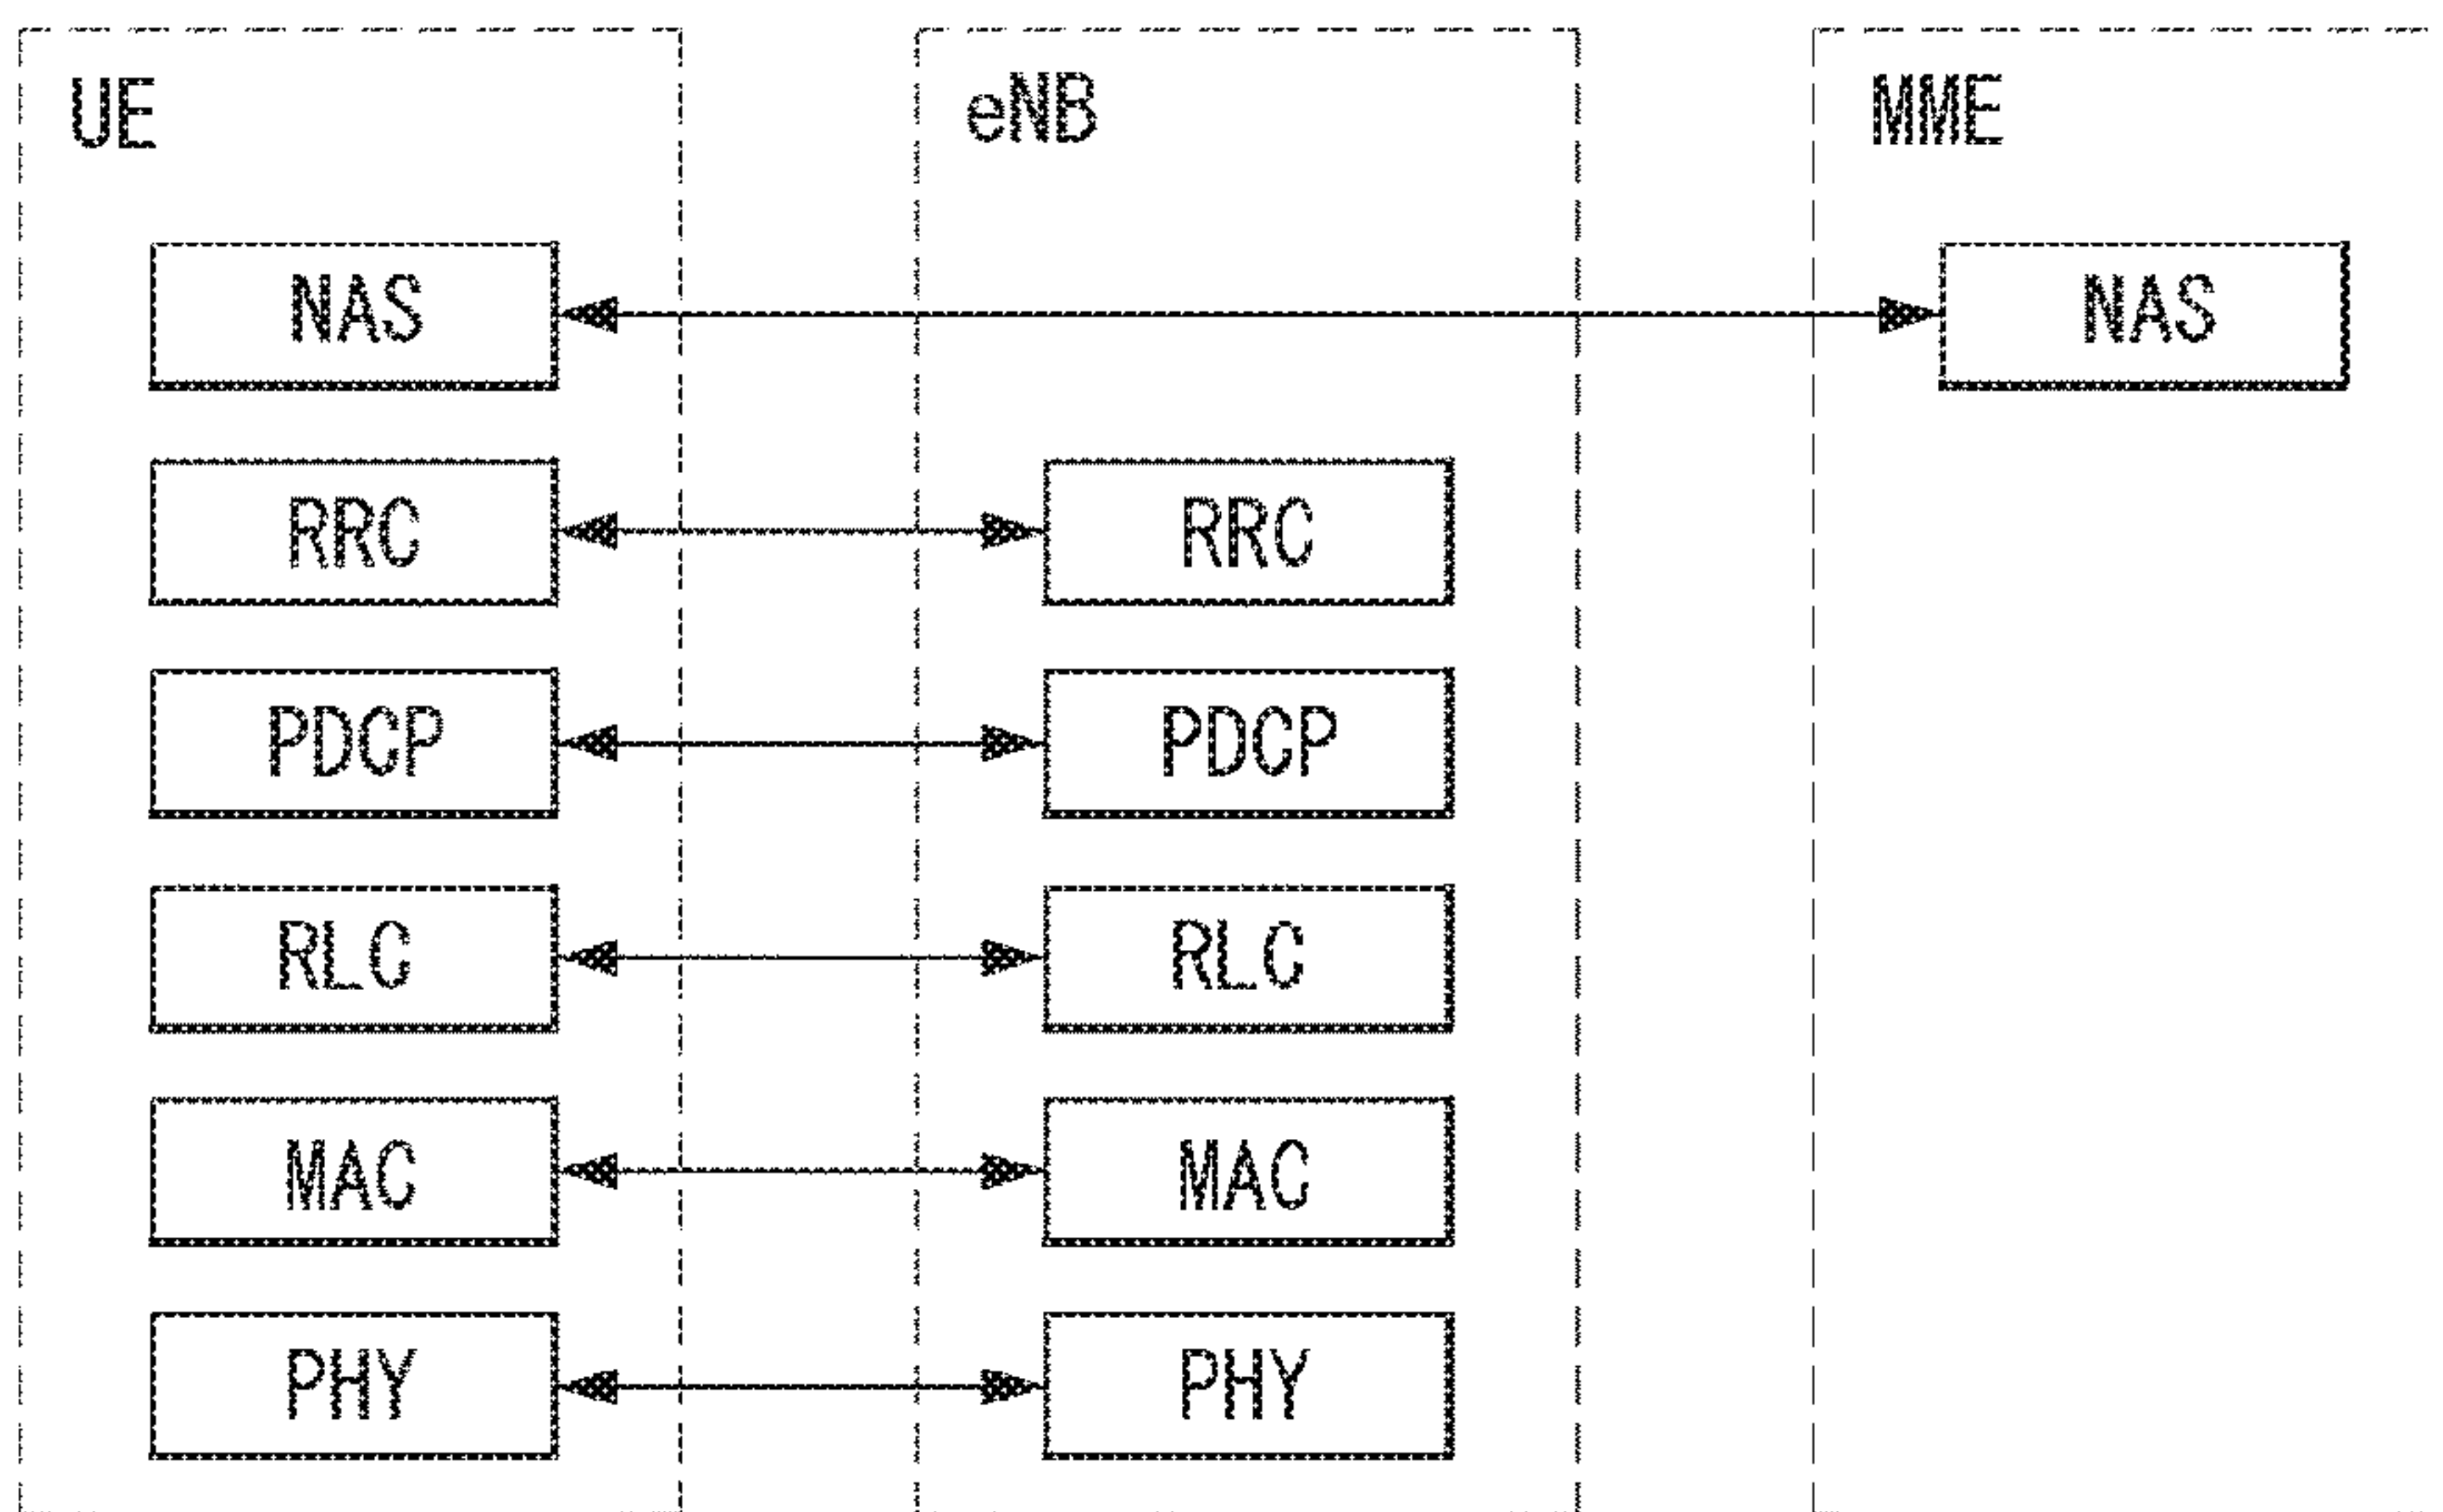 UE eNB MME
NAS NAS
RRC RRC
PDCP PDCP
RLC RLC
MAC MAC
PHY PHY